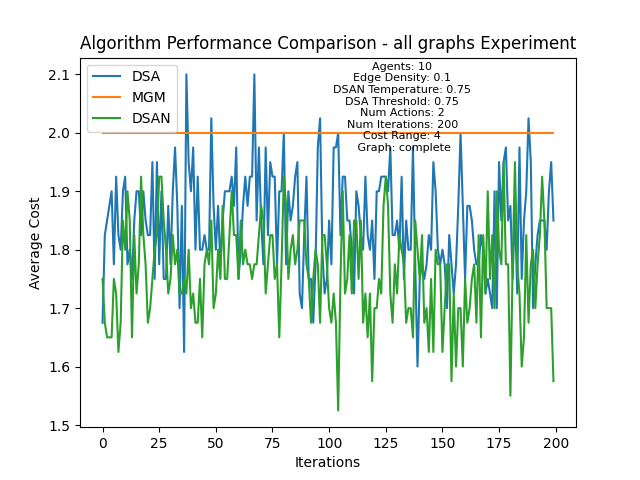 Algorithm Performance Comparison - all graphs Experiment
DSA
MGM
DSAN
Agents: 10
Edge Density: 0.1
DSAN Temperature: 0.75
DSA Threshold: 0.75
Num Actions: 2
Num Iterations: 200
Cost Range: 4
Graph: complete
Average Cost
2.1
2.0
1.9
1.8
1.7
1.6
1.5
0 25 50 75 100 125 150 175 200
Iterations